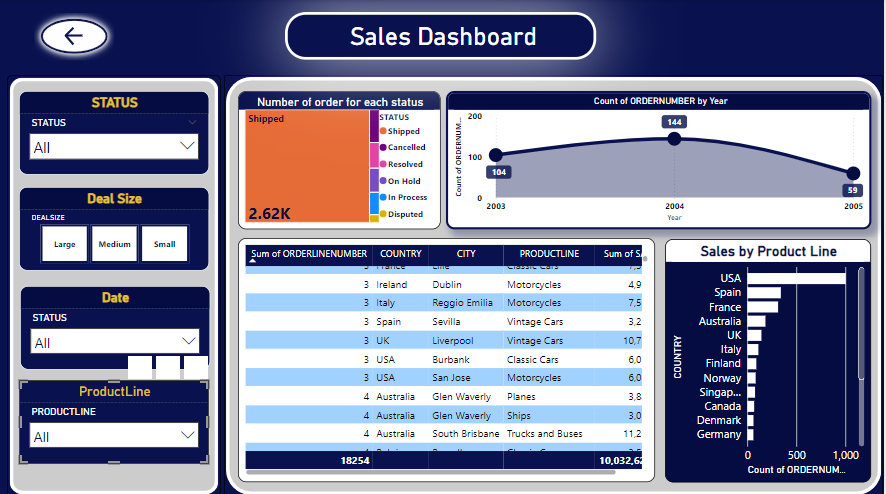 Sales Dashboard
STATUS
STATUS
All
Deal Size
DEALSIZE
Large Medium Small
Date
STATUS
All
ProductLine
PRODUCTLINE
All
Number of order for each status
Shipped
2.62K
STATUS
Shipped
Cancelled
Resolved
On Hold
In Process
Disputed
Count of ORDERNUMBER by Year
Count of ORDERNUM...
200
100
0
104
144
59
2003 2004 2005
Year
Sum of ORDERLINENUMBER COUNTRY CITY PRODUCTLINE Sum of SA
3 France Lille Classic Cars 7,5
3 Ireland Dublin Motorcycles 4,9
3 Italy Reggio Emilia Motorcycles 7,5
3 Spain Sevilla Vintage Cars 3,2
3 UK Liverpool Vintage Cars 10,7
3 USA Burbank Classic Cars 6,0
3 USA San Jose Motorcycles 6,0
4 Australia Glen Waverly Planes 3,8
4 Australia Glen Waverly Ships 3,0
4 Australia South Brisbane Trucks and Buses 11,2
18254 10,032,62
Sales by Product Line
COUNTRY
USA
Spain
France
Australia
UK
Italy
Finland
Norway
Singap...
Canada
Denmark
Germany
0 500 1,000
Count of ORDERNUM...